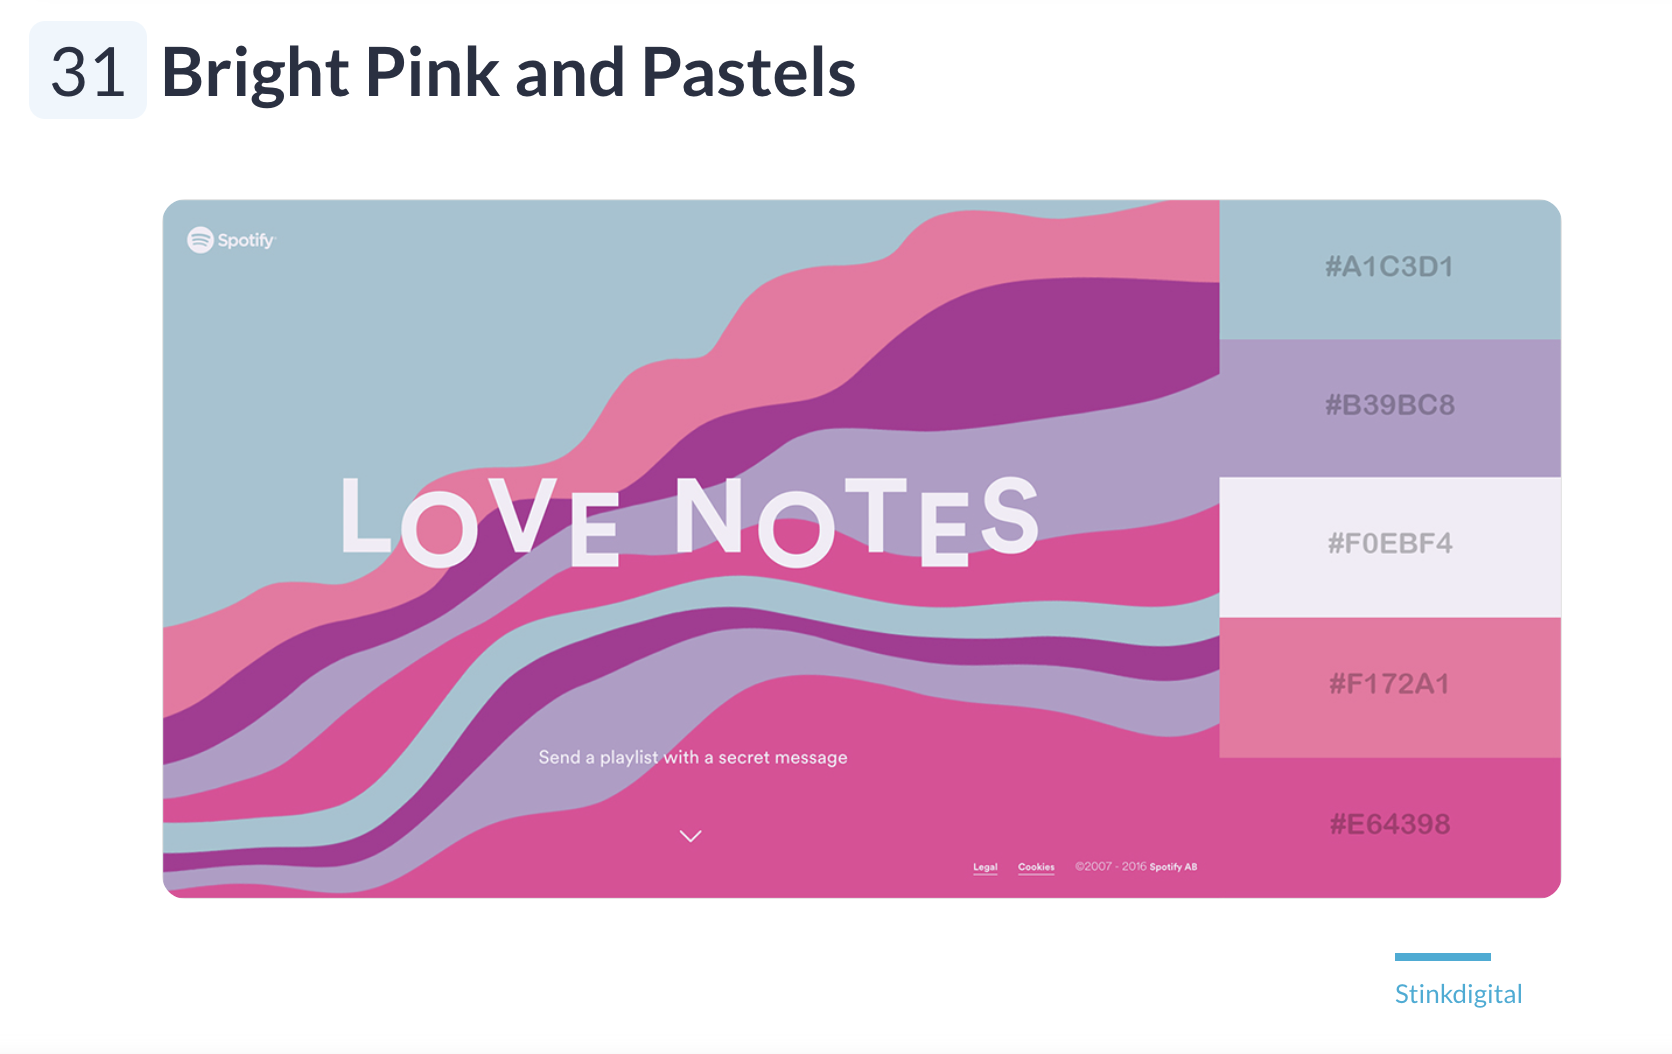 31 Bright Pink and Pastels
Spotify
#A1C3D1
#B39BC8
LOVE NOTES
#F0EBF4
#F172A1
Send a playlist with a secret message
#E64398
Legal Cookies ©2007 - 2016 Spotify AB
Stinkdigital